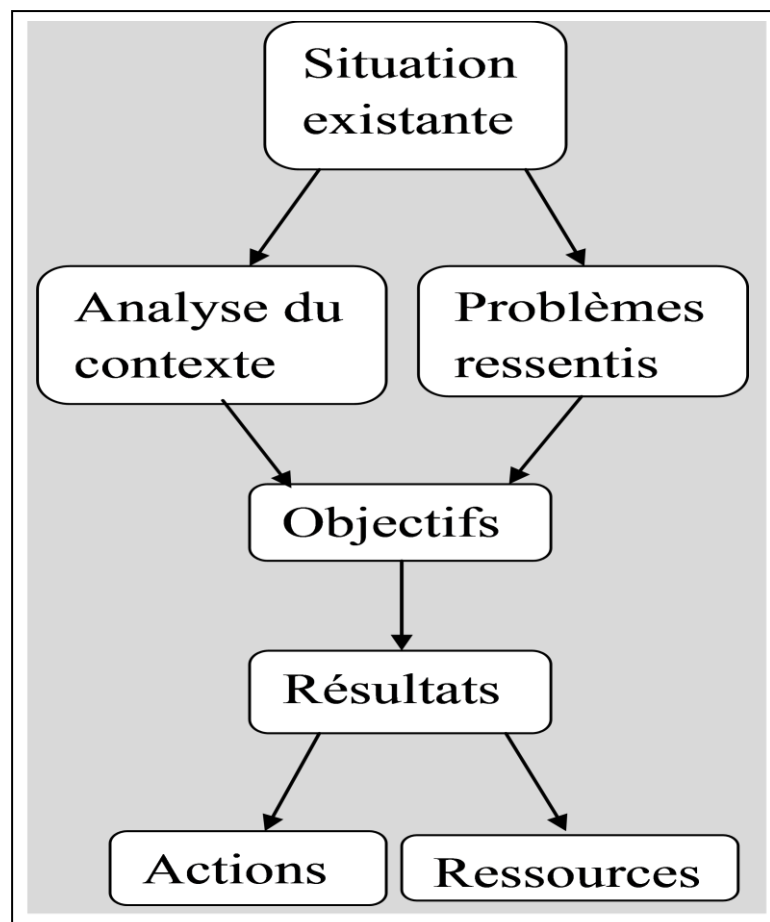 Situation
existante
Analyse du
contexte
Problèmes
ressentis
Objectifs
Résultats
Actions
Ressources